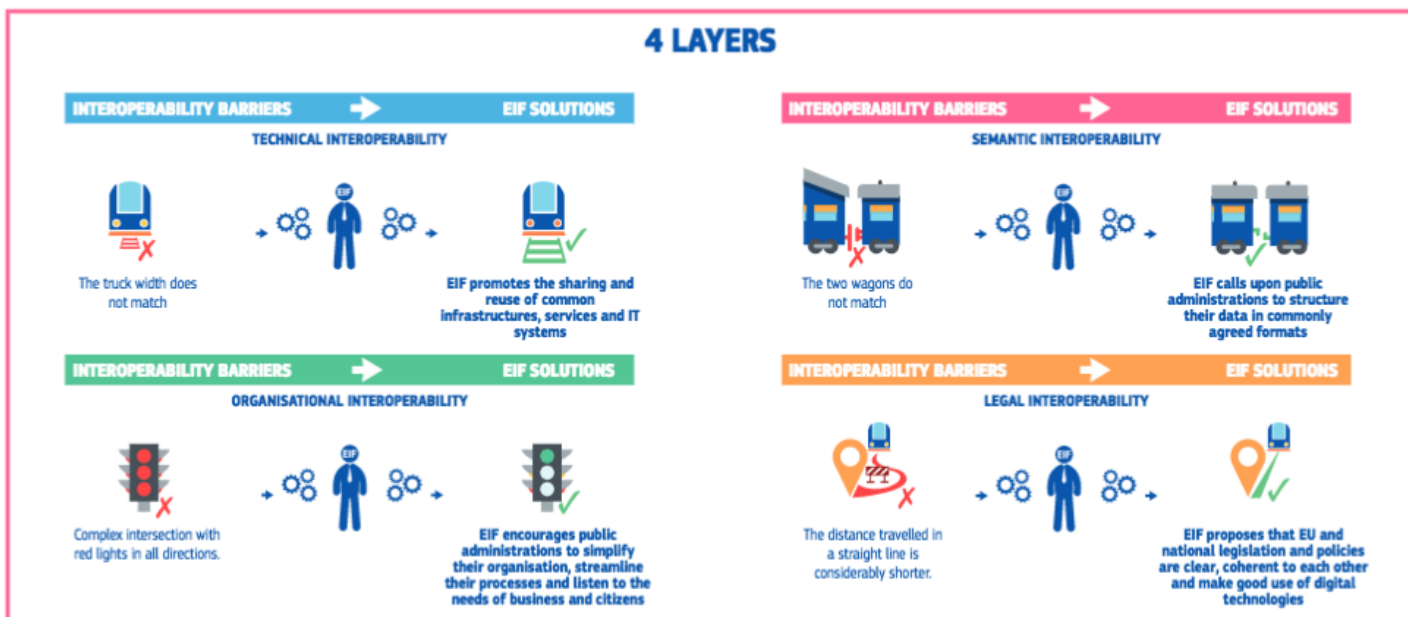 4 LAYERS
INTEROPERABILITY BARRIERS EIF SOLUTIONS
TECHNICAL INTEROPERABILITY
EIF
The truck width does
not match
EIF promotes the sharing and
reuse of common
infrastructures, services and IT
systems
INTEROPERABILITY BARRIERS EIF SOLUTIONS
SEMANTIC INTEROPERABILITY
EIF
The two wagons do
not match
EIF calls upon public
administrations to structure
their data in commonly
agreed formats
INTEROPERABILITY BARRIERS EIF SOLUTIONS
ORGANISATIONAL INTEROPERABILITY
EIF
Complex intersection with
red lights in all directions.
EIF encourages public
administrations to simplify
their organisation, streamline
their processes and listen to the
needs of business and citizens
INTEROPERABILITY BARRIERS EIF SOLUTIONS
LEGAL INTEROPERABILITY
EIF
The distance travelled in
a straight line is
considerably shorter.
EIF proposes that EU and
national legislation and policies
are clear, coherent to each other
and make good use of digital
technologies